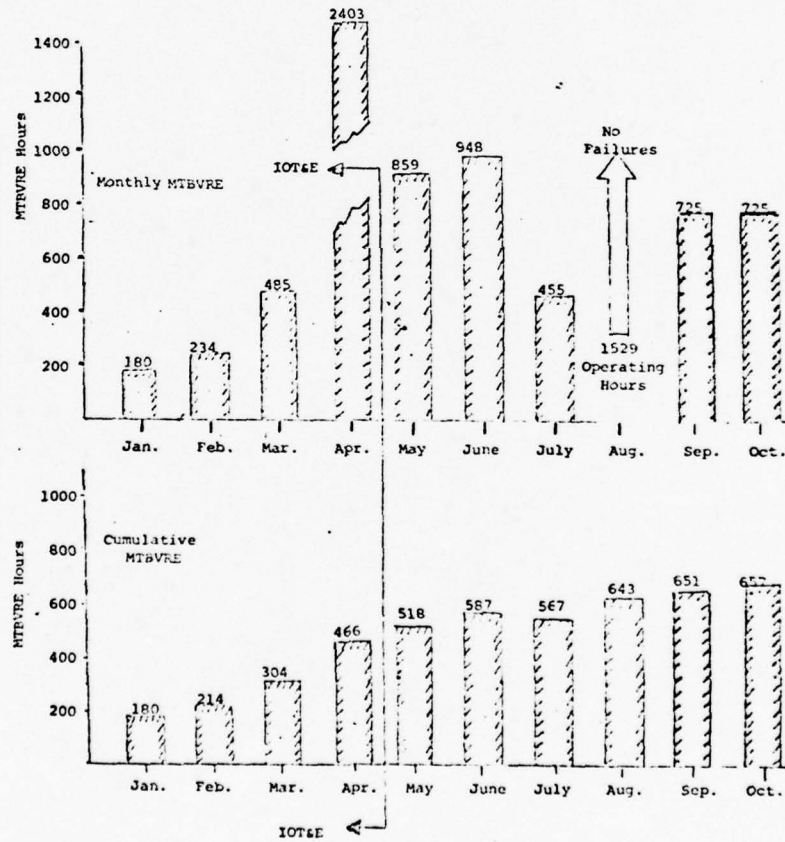 2403
1400
1200
1000
800
600
400
200
MTBVRE Hours
Monthly MTBVRE
IOT&E
No
Failures
180
234
485
859
948
455
1529
Operating
Hours
725
725
Jan. Feb. Mar. Apr. May June July Aug. Sep. Oct.
1000
800
600
400
200
MTBVRE Hours
Cumulative
MTBVRE
180
214
304
466
518
587
567
643
651
Jan. Feb. Mar. Apr. May June July Aug. Sep. Oct.
IOT&E